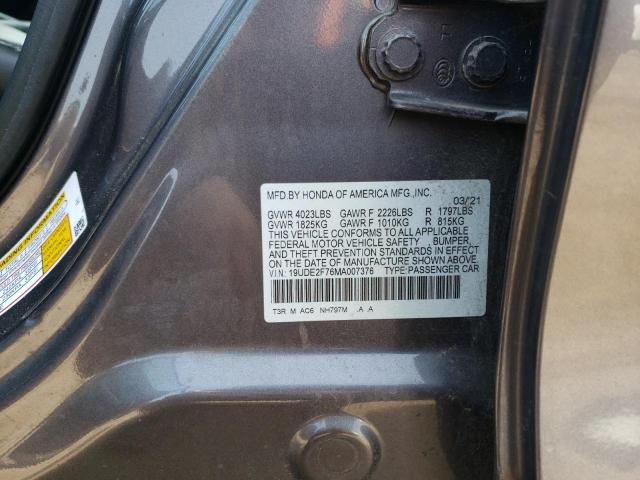 MFD.BY HONDA OF AMERICA MFG.,INC.
03/21
GVWR 4023LBS GAWR F 2226LBS R 1797LBS
GVWR 1825KG GAWR F 1010KG R 815KG
THIS VEHICLE CONFORMS TO ALL APPLICABLE
FEDERAL MOTOR VEHICLE SAFETY , BUMPER,
AND THEFT PREVENTION STANDARDS IN EFFECT
ON THE DATE OF MANUFACTURE SHOWN ABOVE.
V.I.N: 19UDE2F76MA007376 TYPE:PASSENGER CAR
T3R M AC6 NH797M .A .A
F